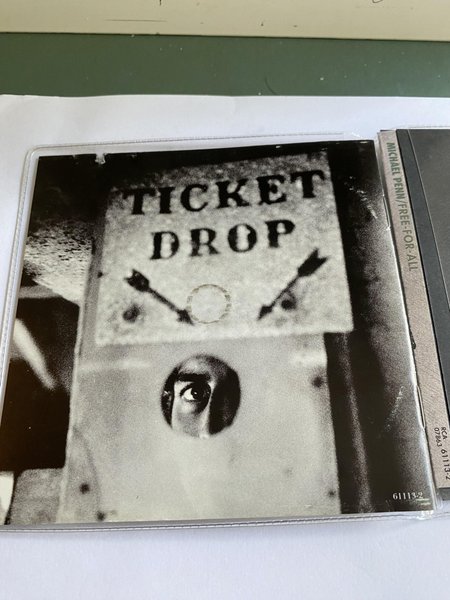 TICKET
DROP
61113-2
MICHAEL PENN/FREE-FOR-ALL
RCA
07863 61113-2